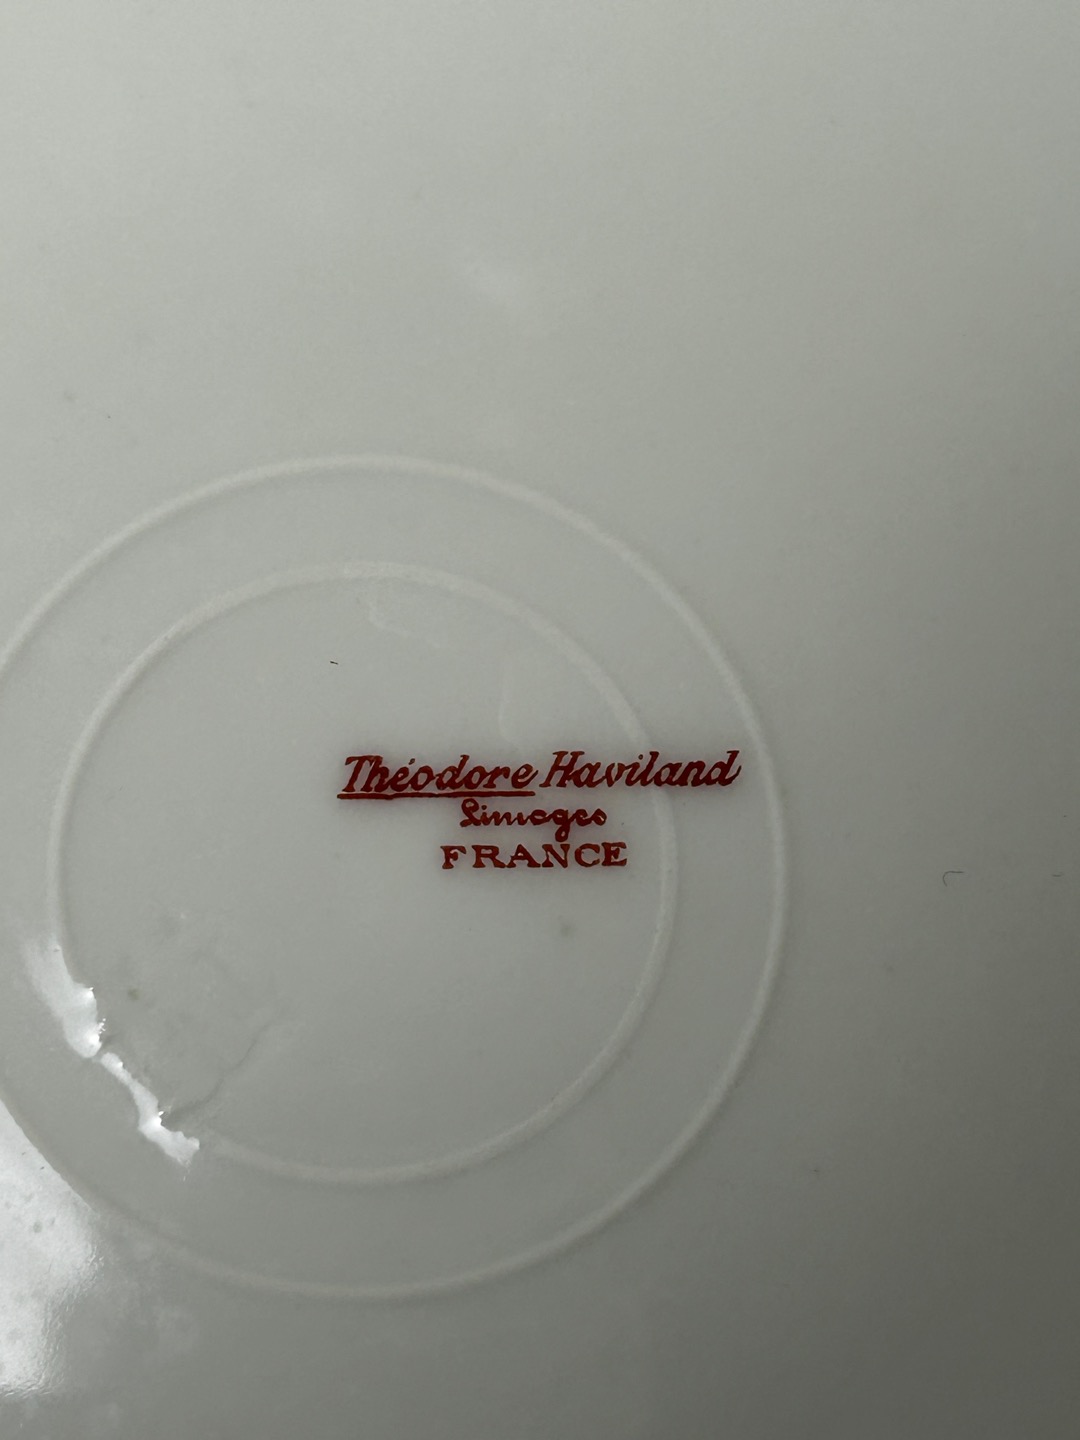 Théodore Haviland
Limoges
FRANCE